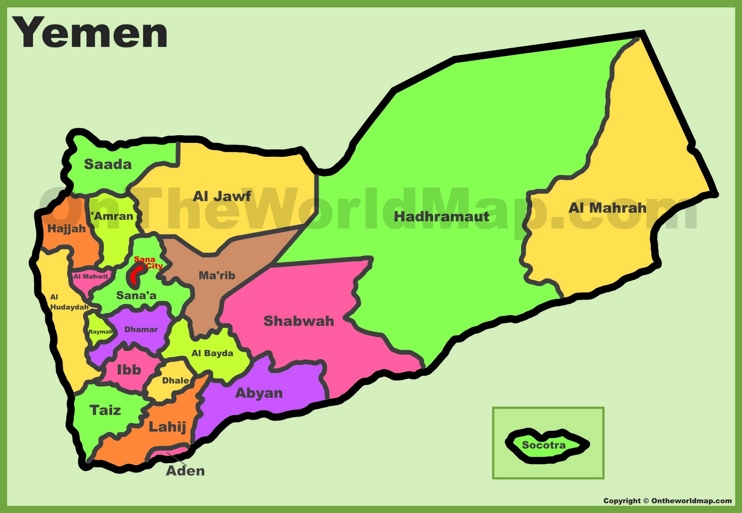 Yemen
Saada
Al Jawf
'Amran
Hajjah
OnTheWorldMap.com
Hadhramaut
Al Mahrah
Sana
City
Al Mahwit
Ma'rib
Sana'a
Al
Hudaydah
Raymah
Dhamar
Shabwah
Al Bayda
Ibb
Dhale
Abyan
Taiz
Lahij
Aden
Socotra
Copyright © Ontheworldmap.com